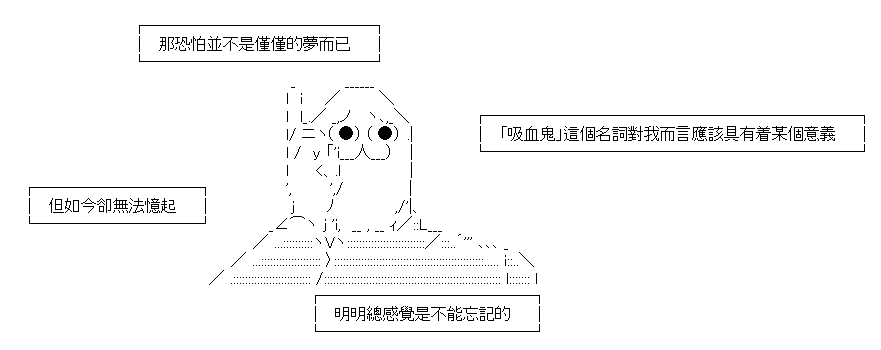 那恐怕並不是僅僅的夢而已
「吸血鬼」這個名詞對我而言應該具有着某個意義
但如今卻無法憶起
明明總感覺是不能忘記的